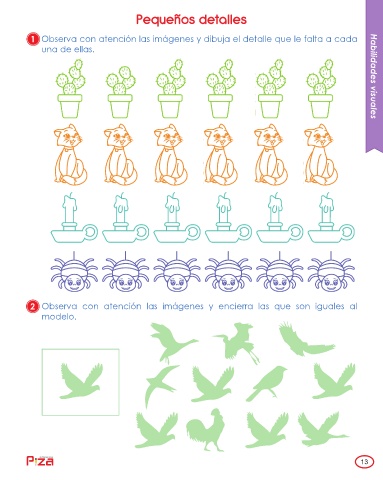 Pequeños detalles
1 Observa con atención las imágenes y dibuja el detalle que le falta a cada
una de ellas.
Habilidades visuales
2 Observa con atención las imágenes y encierra las que son iguales al
modelo.
P:za
13